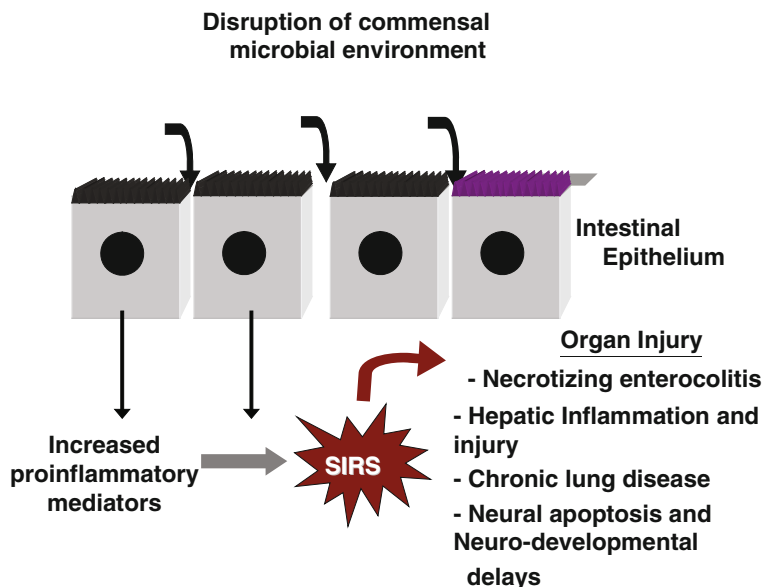 Disruption of commensal
microbial environment
Intestinal
Epithelium
Organ Injury
- Necrotizing enterocolitis
- Hepatic Inflammation and
injury
- Chronic lung disease
- Neural apoptosis and
Neuro-developmental
delays
Increased
proinflammatory
mediators
SIRS